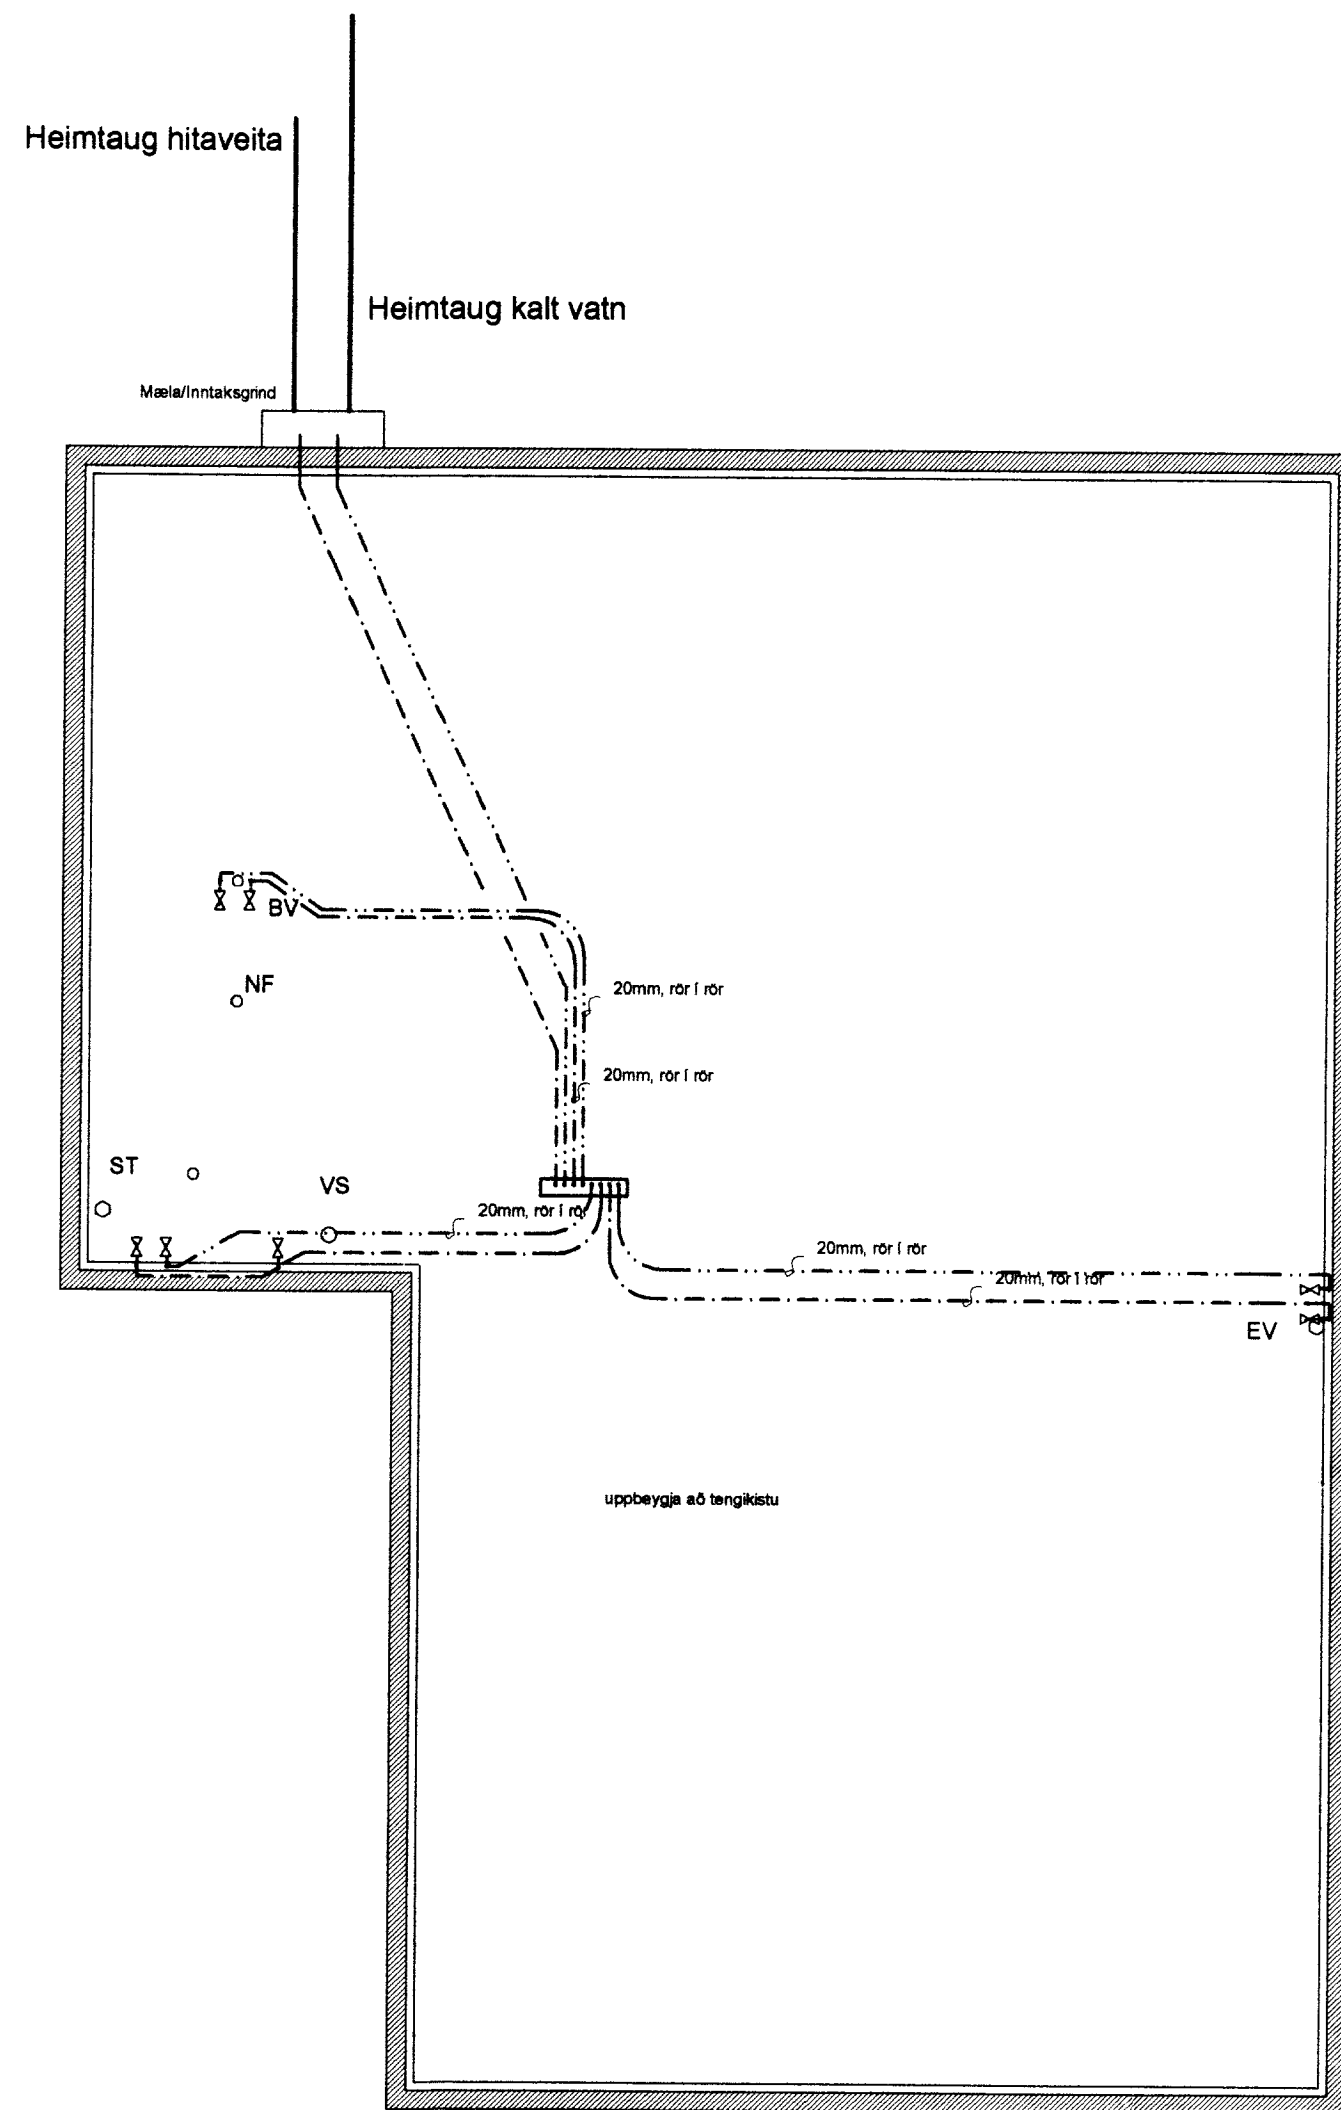 Heimtaug hitaveita
Heimtaug kalt vatn
Mæla/Inntaksgrind
BV
NF
20mm, rör í rör
20mm, rör í rör
ST
VS
20mm, rör í rör
20mm, rör í rör
20mm, rör í rör
EV
uppbeygja að tengikistu